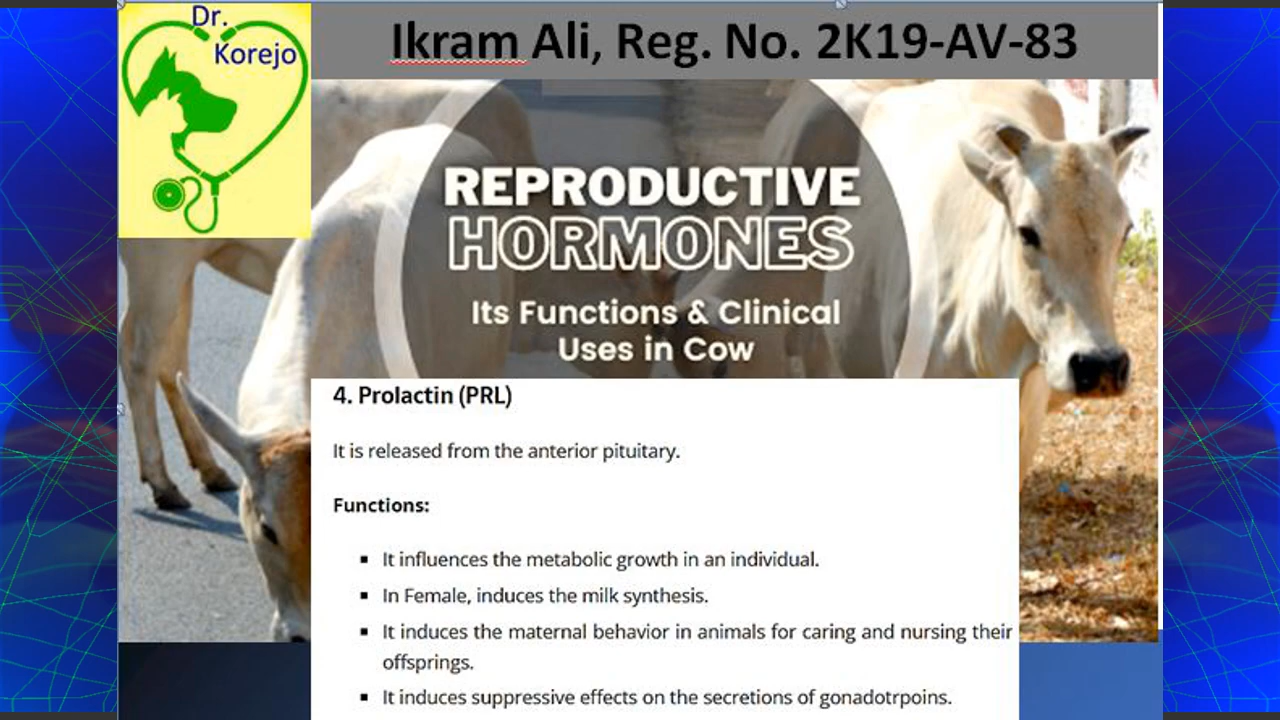 Dr.
Korejo
Ikram Ali, Reg. No. 2K19-AV-83
REPRODUCTIVE
HORMONES
Its Functions & Clinical
Uses in Cow
4. Prolactin (PRL)
It is released from the anterior pituitary.
Functions:
▪ It influences the metabolic growth in an individual.
▪ In Female, induces the milk synthesis.
▪ It induces the maternal behavior in animals for caring and nursing their
offsprings.
▪ It induces suppressive effects on the secretions of gonadotrpoins.